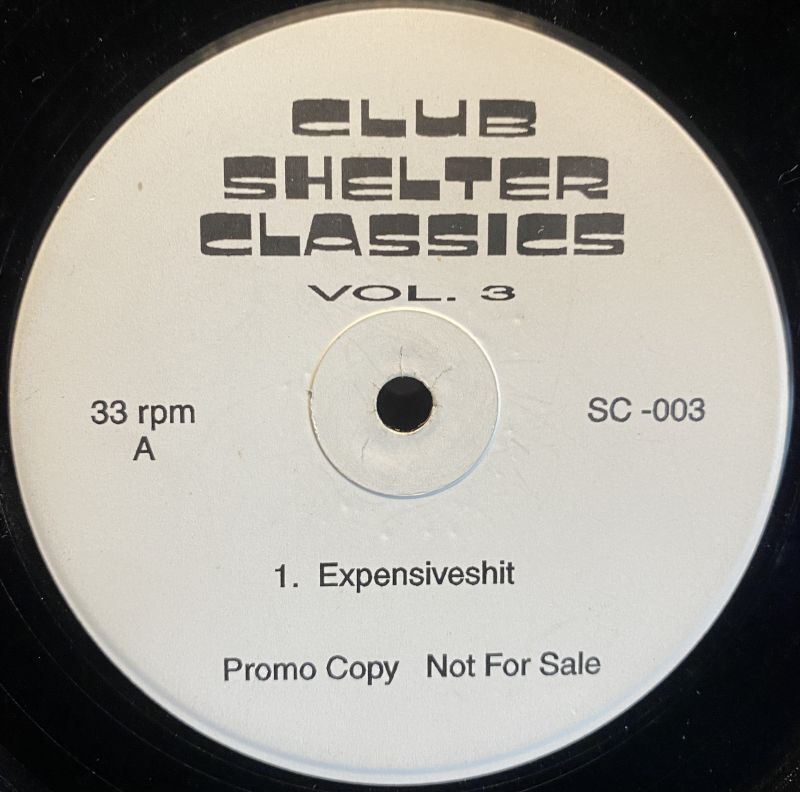 CLUB
SHELTER
CLASSICS
VOL. 3
33 rpm
A
SC -003
1. Expensiveshit
Promo Copy Not For Sale